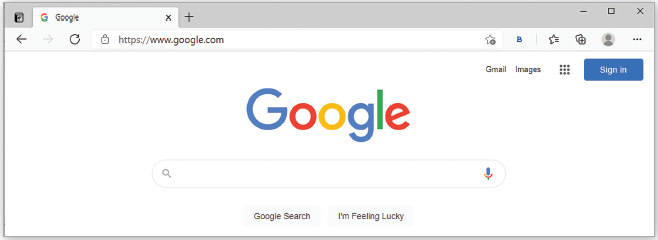 Google
https://www.google.com
B
Gmail Images Sign in
Google
Google Search I'm Feeling Lucky